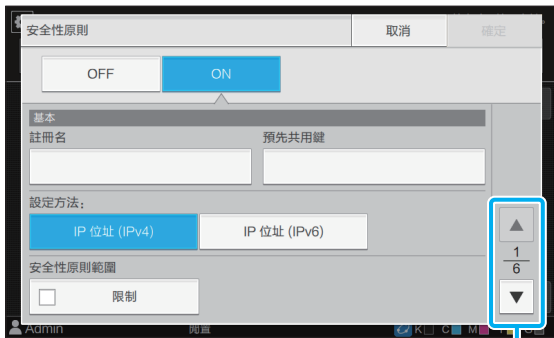 安全性原則
取消
確定
OFF
ON
基本
註冊名
預先共用鍵
設定方法:
IP 位址 (IPv4)
IP 位址 (IPv6)
1
6
安全性原則範圍
限制
Admin
閒置
K
C
M